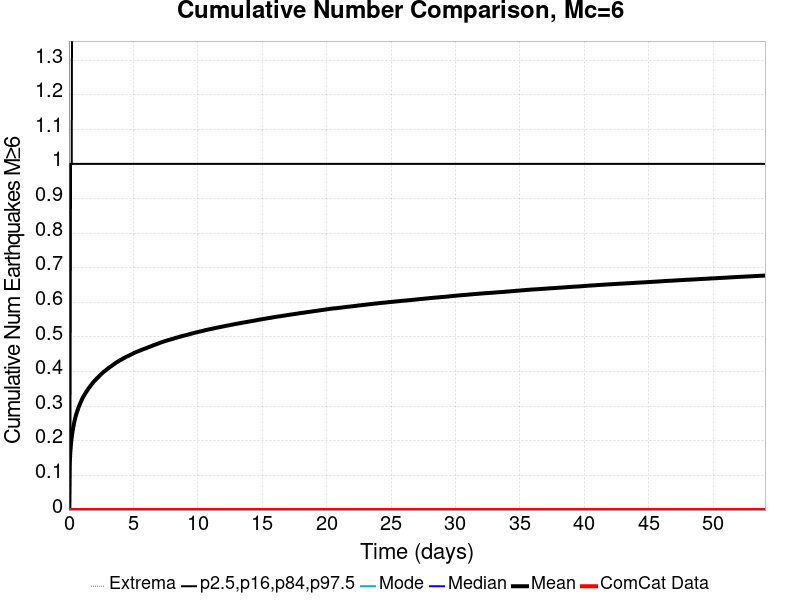 Cumulative Number Comparison, Mc=6
Cumulative Num Earthquakes M≥6
1.3
1.2
1.1
1
0.9
0.8
0.7
0.6
0.5
0.4
0.3
0.2
0.1
0
0 5 10 15 20 25 30 35 40 45 50
Time (days)
Extrema p2.5,p16,p84,p97.5 Mode Median Mean ComCat Data